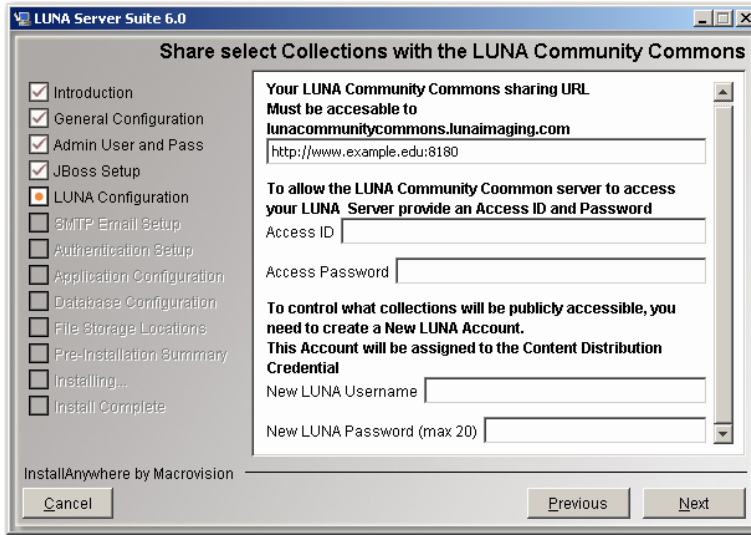 LUNA Server Suite 6.0
Share select Collections with the LUNA Community Commons
Introduction
General Configuration
Admin User and Pass
JBoss Setup
LUNA Configuration
SMTP Email Setup
Authentication Setup
Application Configuration
Database Configuration
File Storage Locations
Pre-Installation Summary
Installing...
Install Complete
Your LUNA Community Commons sharing URL
Must be accesable to
lunacommunitycommons.lunaimaging.com
http://www.example.edu:8180
To allow the LUNA Community Coommon server to access
your LUNA Server provide an Access ID and Password
Access ID
Access Password
To control what collections will be publicly accessible, you
need to create a New LUNA Account.
This Account will be assigned to the Content Distribution
Credential
New LUNA Username
New LUNA Password (max 20)
InstallAnywhere by Macrovision
Cancel
Previous
Next